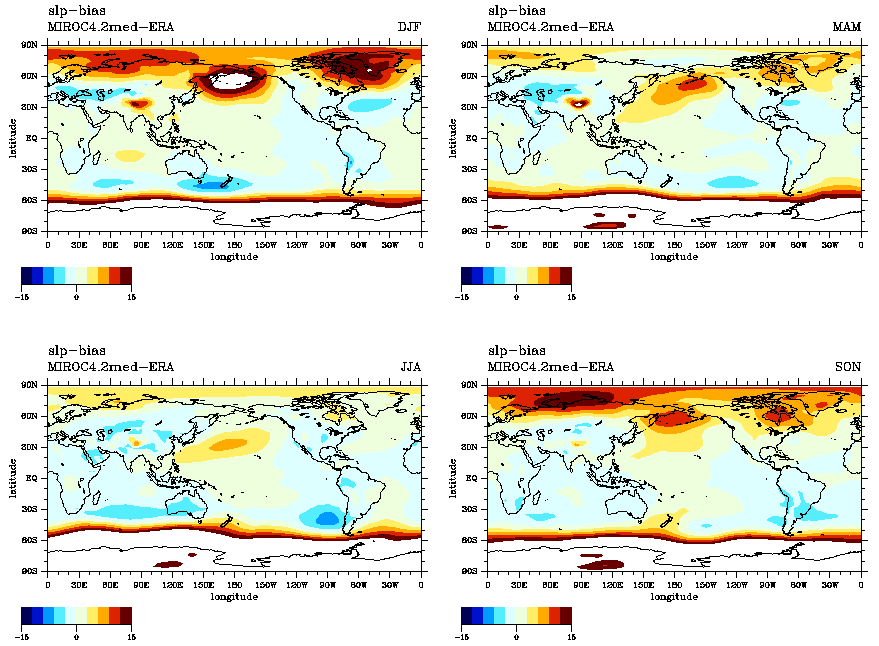 slp-bias
MIROC4.2med-ERA DJF
90N
60N
30N
EQ
30S
60S
90S
latitude
0 30E 60E 90E 120E 150E 180 150W 120W 90W 60W 30W 0
longitude
-15 0 15
slp-bias
MIROC4.2med-ERA MAM
90N
60N
30N
EQ
30S
60S
90S
latitude
0 30E 60E 90E 120E 150E 180 150W 120W 90W 60W 30W 0
longitude
-15 0 15
slp-bias
MIROC4.2med-ERA JJA
90N
60N
30N
EQ
30S
60S
90S
latitude
0 30E 60E 90E 120E 150E 180 150W 120W 90W 60W 30W 0
longitude
-15 0 15
slp-bias
MIROC4.2med-ERA SON
90N
60N
30N
EQ
30S
60S
90S
latitude
0 30E 60E 90E 120E 150E 180 150W 120W 90W 60W 30W 0
longitude
-15 0 15